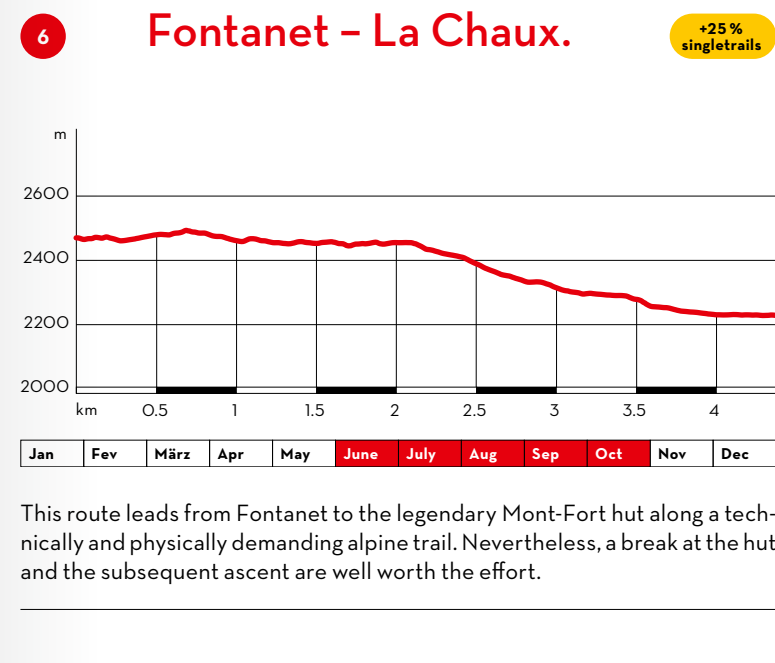 6
Fontanet – La Chaux.
+25 %
singletrails
m
2600
2400
2200
2000
km 0.5 1 1.5 2 2.5 3 3.5 4
Jan Fev März Apr May June July Aug Sep Oct Nov Dec
This route leads from Fontanet to the legendary Mont-Fort hut along a tech-
nically and physically demanding alpine trail. Nevertheless, a break at the hut
and the subsequent ascent are well worth the effort.